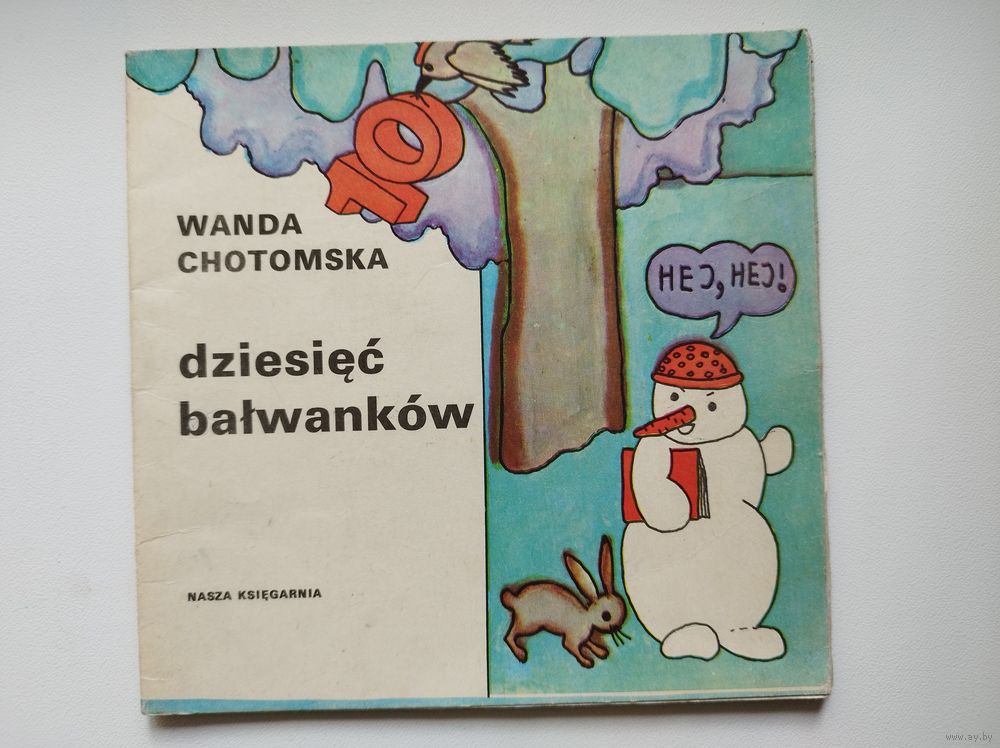 10
WANDA
CHOTOMSKA
HEJ, HEJ!
dziesięć
bałwanków
NASZA KSIĘGARNIA
www.ay.by